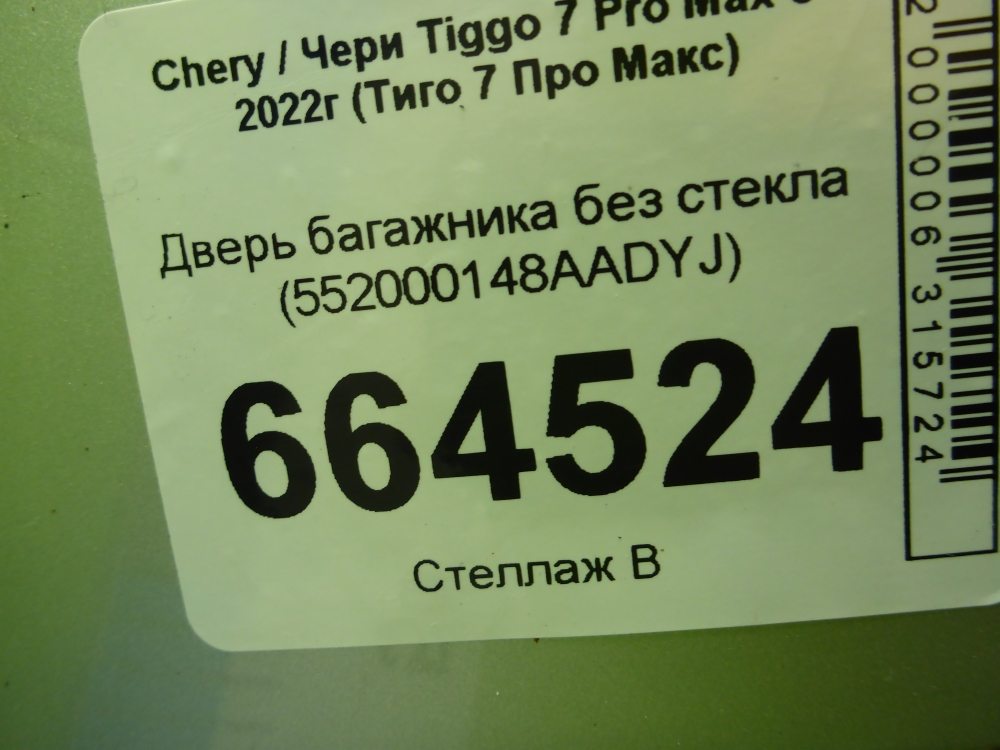 Chery / Чери Tiggo 7 Pro Max
2022г (Тиго 7 Про Макс)
Дверь багажника без стекла
(552000148AADYJ)
664524
Стеллаж В
2000006315724